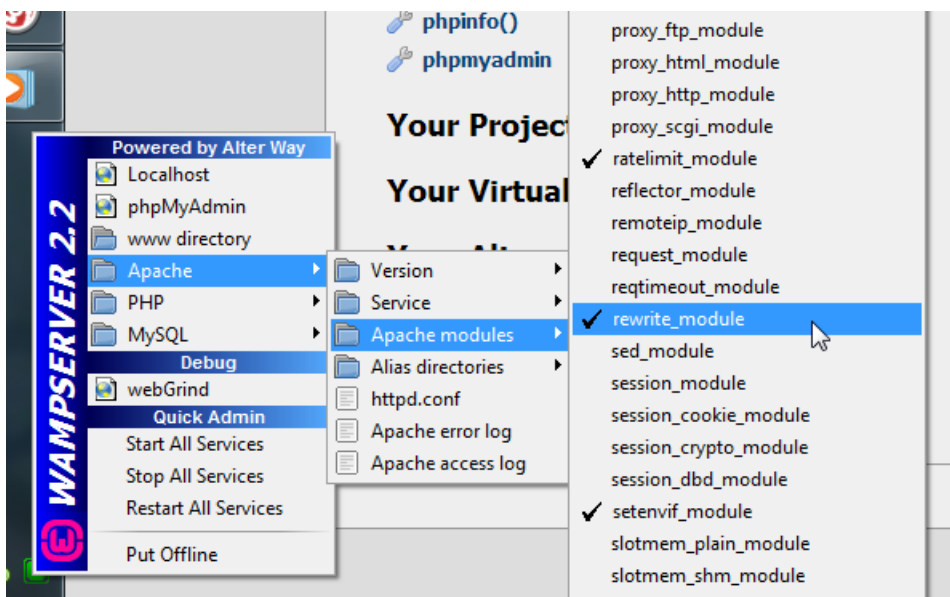 phpinfo()
phpmyadmin
Your Projec
Your Virtual
WAMPSERVER 2.2
Powered by Alter Way
Localhost
phpMyAdmin
www directory
Apache
PHP
MySQL
Debug
webGrind
Quick Admin
Start All Services
Stop All Services
Restart All Services
Put Offline
Version
Service
Apache modules
Alias directories
httpd.conf
Apache error log
Apache access log
proxy_ftp_module
proxy_html_module
proxy_http_module
proxy_scgi_module
ratelimit_module
reflector_module
remoteip_module
request_module
reqtimeout_module
rewrite_module
sed_module
session_module
session_cookie_module
session_crypto_module
session_dbd_module
setenvif_module
slotmem_plain_module
slotmem_shm_module